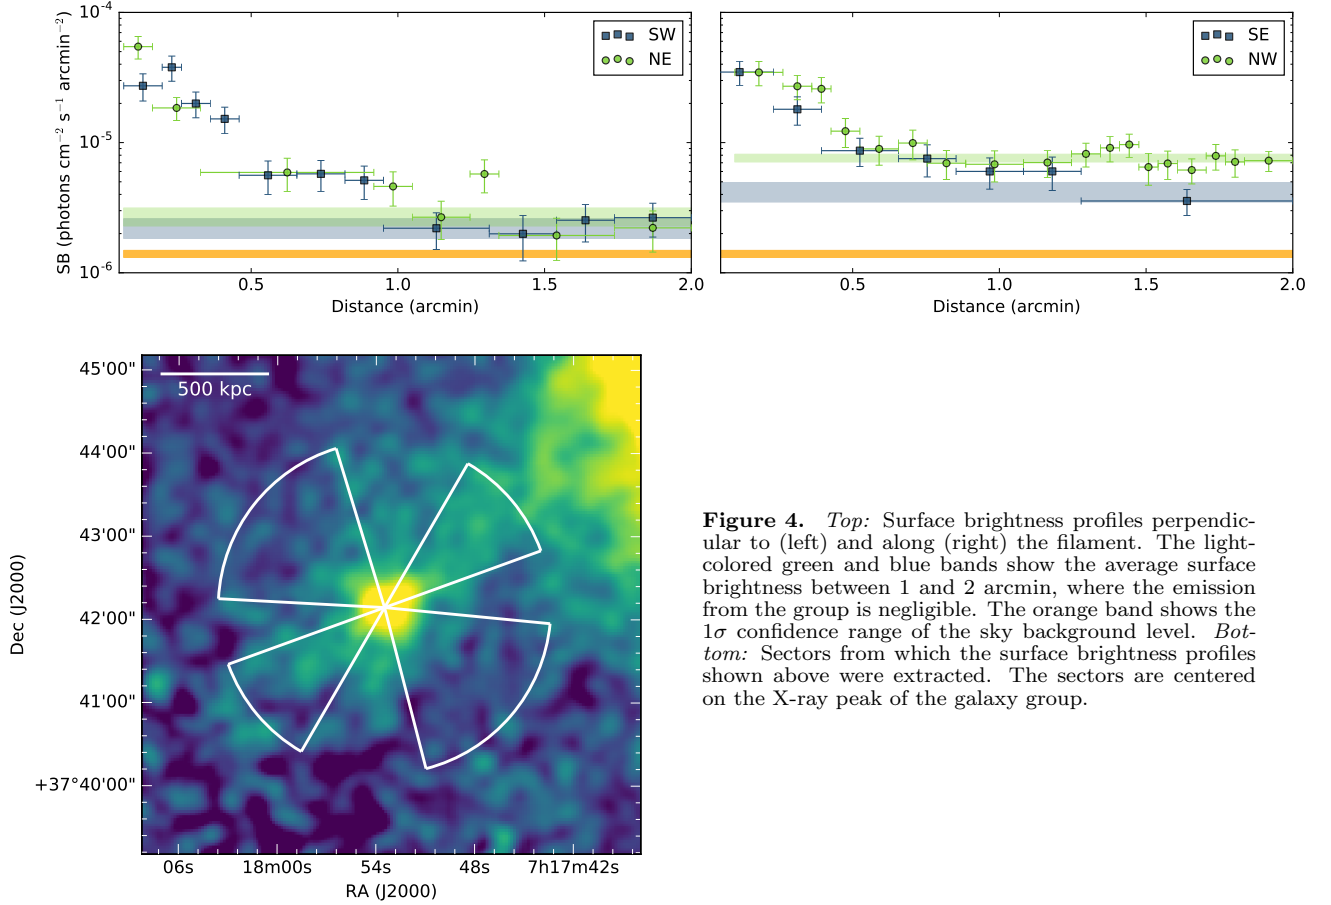 SB (photons cm⁻² s⁻¹ arcmin⁻²)
10⁻⁴
10⁻⁵
10⁻⁶
SW
NE
0.5 1.0 1.5 2.0
Distance (arcmin)
SE
NW
0.5 1.0 1.5 2.0
Distance (arcmin)
500 kpc
Dec (J2000)
45'00"
44'00"
43'00"
42'00"
41'00"
+37°40'00"
06s 18m00s 54s 48s 7h17m42s
RA (J2000)
Figure 4. Top: Surface brightness profiles perpendic-
ular to (left) and along (right) the filament. The light-
colored green and blue bands show the average surface
brightness between 1 and 2 arcmin, where the emission
from the group is negligible. The orange band shows the
1σ confidence range of the sky background level. Bot-
tom: Sectors from which the surface brightness profiles
shown above were extracted. The sectors are centered
on the X-ray peak of the galaxy group.